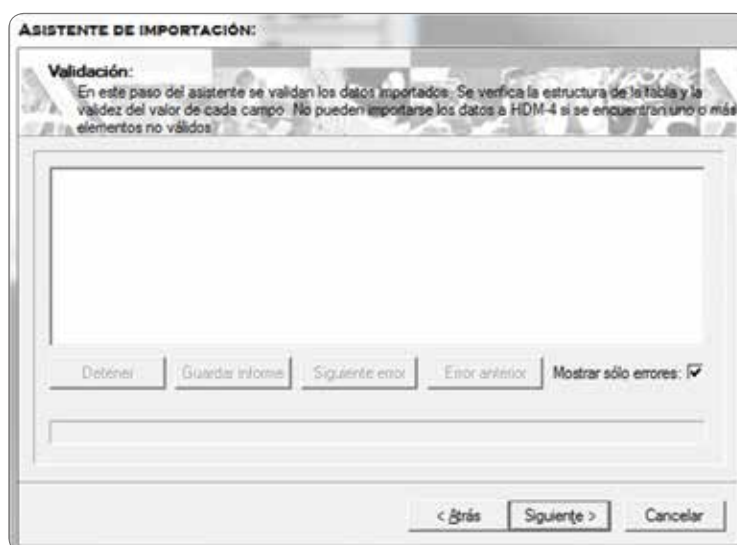 ASISTENTE DE IMPORTACIÓN:
Validación:
En este paso del asistente se validan los datos importados. Se verifica la estructura de la tabla y la
validez del valor de cada campo. No pueden importarse los datos a HDM-4 si se encuentran uno o más
elementos no válidos
Detener Guardar informe Siguiente error Error anterior Mostrar sólo errores:
< Atrás Siguiente > Cancelar